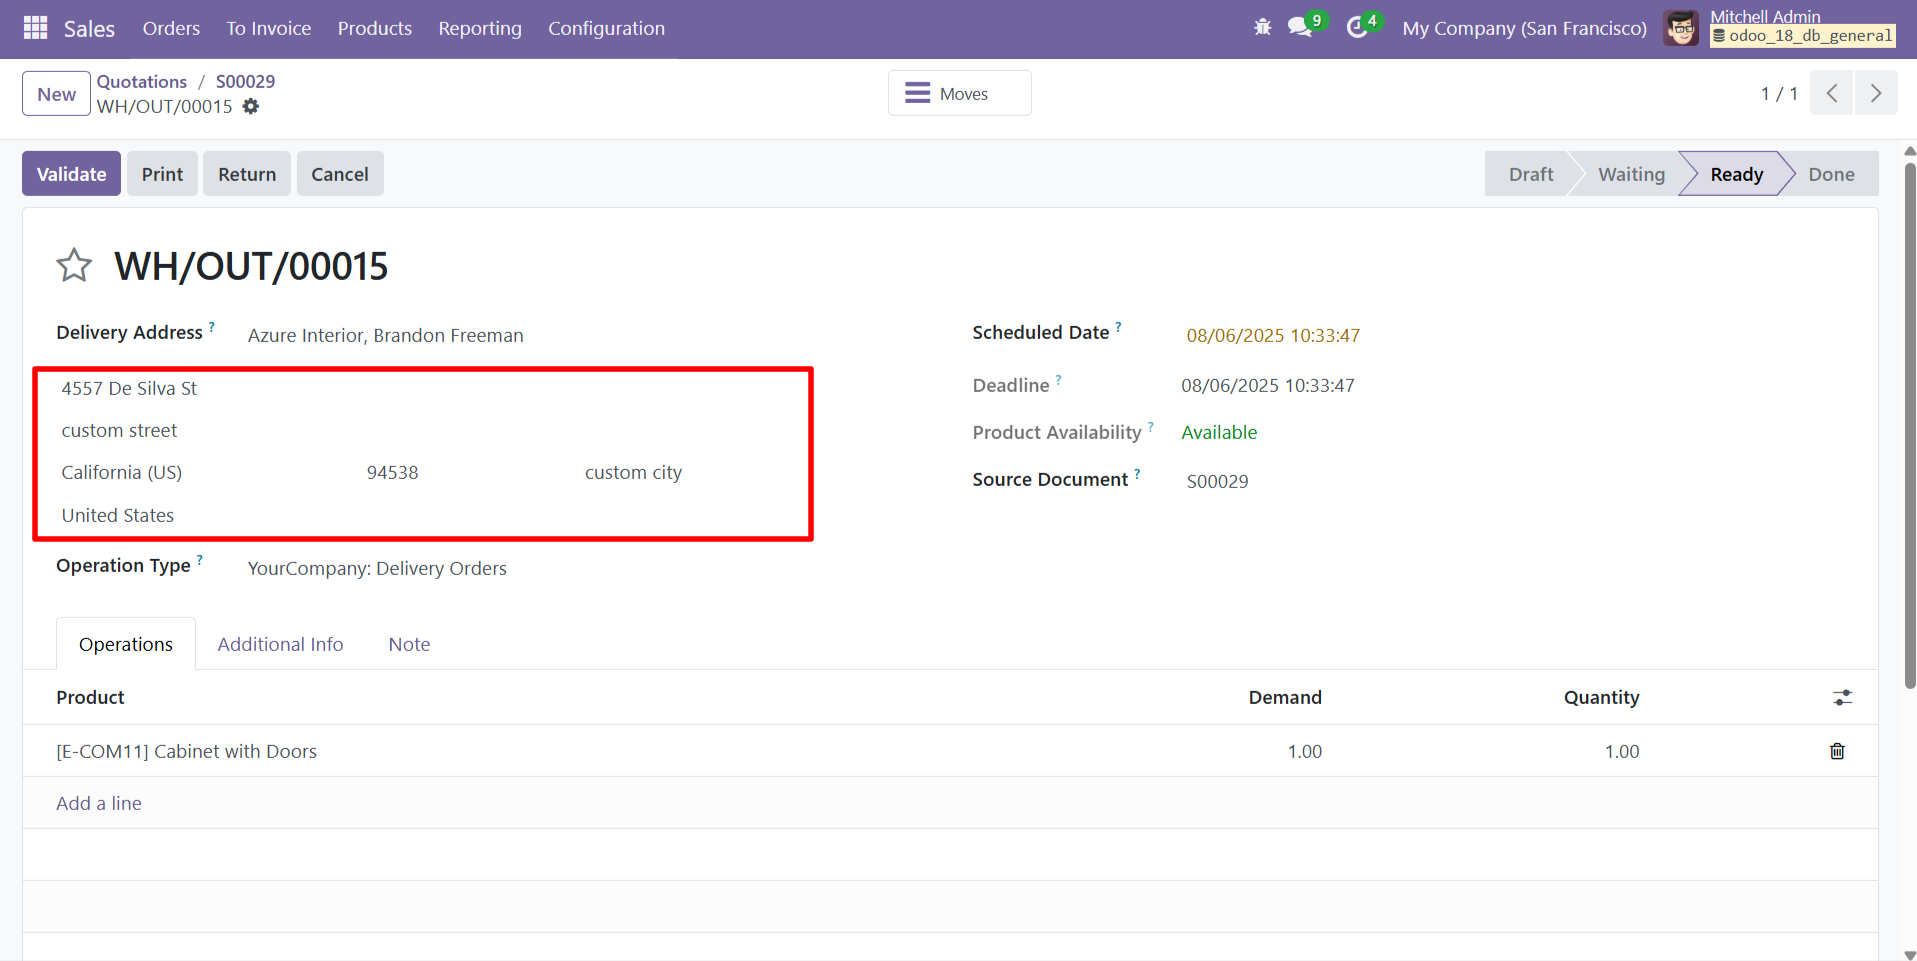 Sales Orders To Invoice Products Reporting Configuration 9 4 My Company (San Francisco) Mitchell Admin
odoo_18_db_general
New Quotations / S00029
WH/OUT/00015
Moves
1 / 1
Validate Print Return Cancel Draft Waiting Ready Done
WH/OUT/00015
Delivery Address ? Azure Interior, Brandon Freeman
4557 De Silva St
custom street
California (US) 94538 custom city
United States
Operation Type ? YourCompany: Delivery Orders
Scheduled Date ? 08/06/2025 10:33:47
Deadline ? 08/06/2025 10:33:47
Product Availability ? Available
Source Document ? S00029
Operations Additional Info Note
Product Demand Quantity
[E-COM11] Cabinet with Doors 1.00 1.00
Add a line